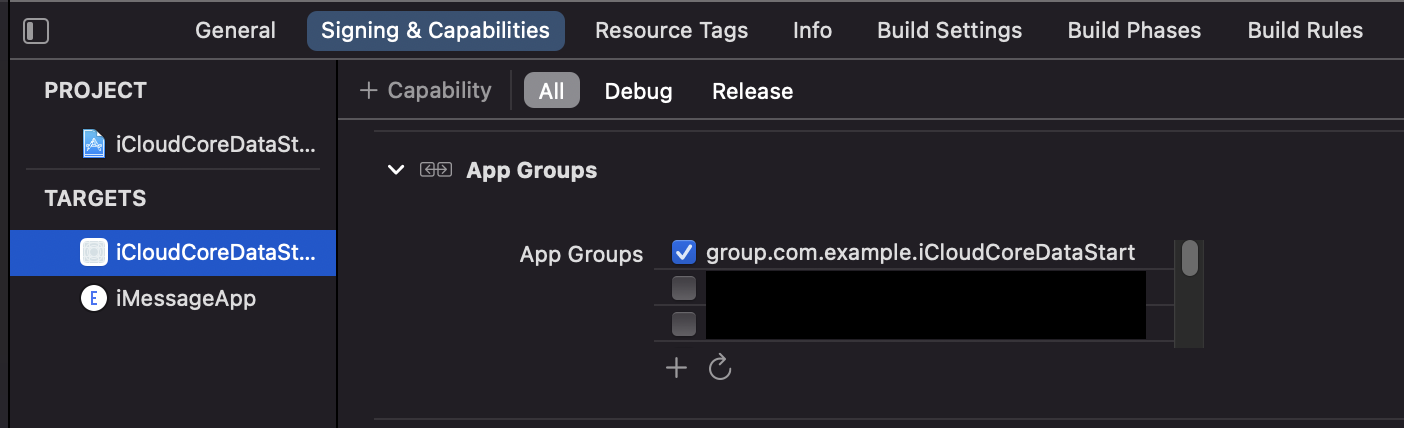 General Signing & Capabilities Resource Tags Info Build Settings Build Phases Build Rules
PROJECT
iCloudCoreDataSt...
TARGETS
iCloudCoreDataSt...
E iMessageApp
+ Capability All Debug Release
App Groups
App Groups group.com.example.iCloudCoreDataStart